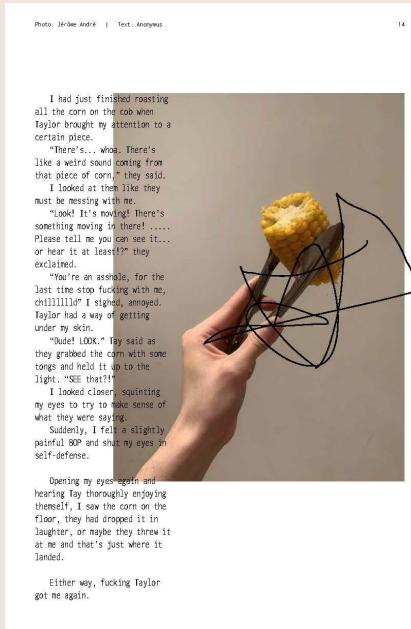 Photo: Jérôme André | Text: Anonymus
14
I had just finished roasting
all the corn on the cob when
Taylor brought my attention to a
certain piece.
“There’s... whoa. There’s
like a weird sound coming from
that piece of corn,” they said.
I looked at them like they
must be messing with me.
“Look! It’s moving! There’s
something moving in there! .....
Please tell me you can see it...
or hear it at least!?” they
exclaimed.
“You’re an asshole, for the
last time stop fucking with me,
chilllllld” I sighed, annoyed.
Taylor had a way of getting
under my skin.
“Dude! LOOK.” Tay said as
they grabbed the corn with some
tongs and held it up to the
light. “SEE that?!”
I looked closer, squinting
my eyes to try to make sense of
what they were saying.
Suddenly, I felt a slightly
painful BOP and shut my eyes in
self-defense.
Opening my eyes again and
hearing Tay thoroughly enjoying
themself, I saw the corn on the
floor, they had dropped it in
laughter, or maybe they threw it
at me and that’s just where it
landed.
Either way, fucking Taylor
got me again.